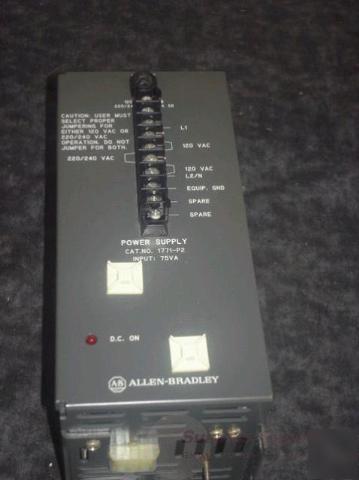 CAUTION: USER MUST
SELECT PROPER
JUMPERING FOR
EITHER 120 VAC OR
220/240 VAC
OPERATION. DO NOT
JUMPER FOR BOTH.
220/240 VAC
L1
120 VAC
120 VAC
L2/N
EQUIP. GND
SPARE
SPARE
POWER SUPPLY
CAT.NO. 1771-P2
INPUT: 75VA
D.C. ON
A-B ALLEN-BRADLEY